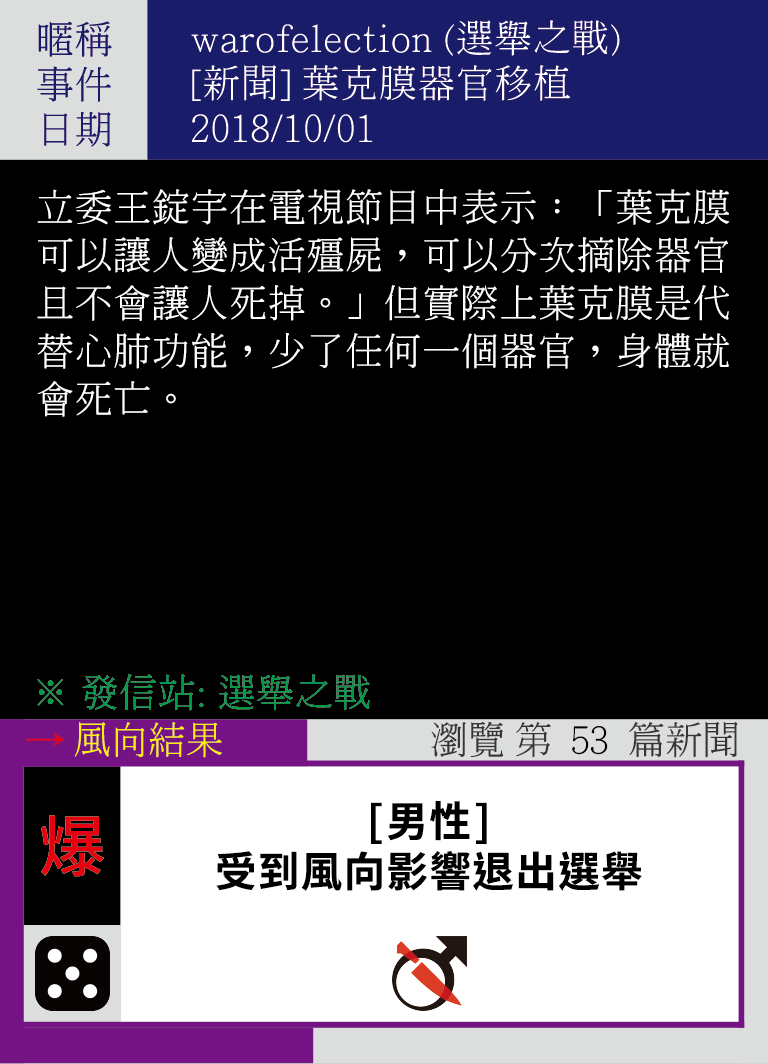 暱稱 warofelection (選舉之戰)
事件 [新聞] 葉克膜器官移植
日期 2018/10/01
立委王錠宇在電視節目中表示：「葉克膜
可以讓人變成活殭屍，可以分次摘除器官
且不會讓人死掉。」但實際上葉克膜是代
替心肺功能，少了任何一個器官，身體就
會死亡。
※ 發信站: 選舉之戰
→ 風向結果 瀏覽 第 53 篇新聞
爆
[男性]
受到風向影響退出選舉